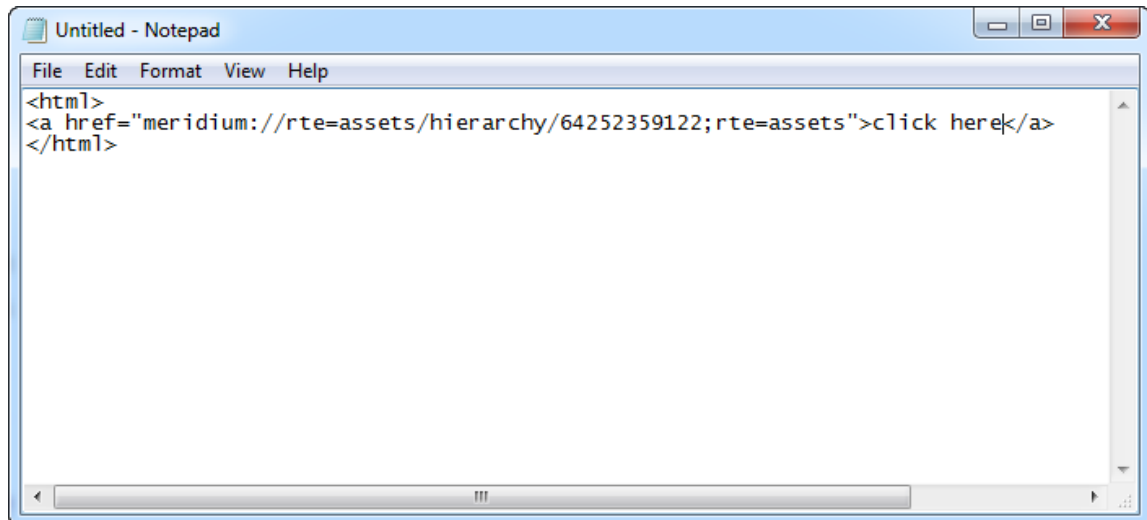 Untitled - Notepad
File Edit Format View Help
<html>
<a href="meridium://rte=assets/hierarchy/64252359122;rte=assets">click here</a>
</html>